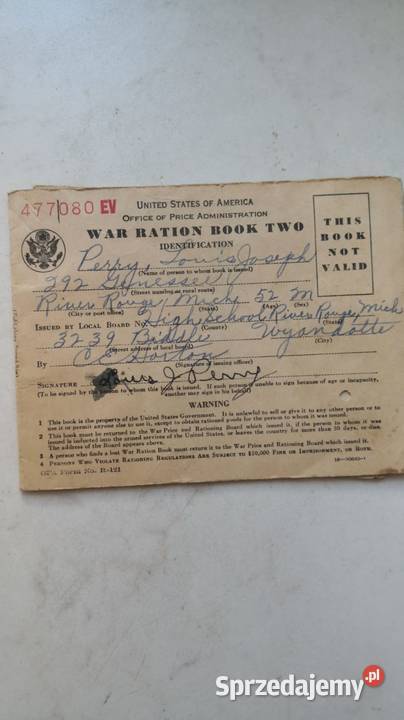 477080 EV
UNITED STATES OF AMERICA
OFFICE OF PRICE ADMINISTRATION
WAR RATION BOOK TWO
IDENTIFICATION
THIS
BOOK
NOT
VALID
Perry Louis Joseph
(Name of person to whom book is issued)
292 Genessee
(Street number or rural route)
River Rouge, Mich 52 M
(City or post office) (State) (Age) (Sex)
ISSUED BY LOCAL BOARD No. High School River Rouge, Mich
(County) (State)
3239 Biddle Wyandotte
(Street address of local board) (City)
By
(Signature of issuing officer)
SIGNATURE Louis J Perry
(To be signed by the person to whom this book is issued. If such person is unable to sign because of age or incapacity,
another may sign in his behalf)
WARNING
1 This book is the property of the United States Government. It is unlawful to sell or give it to any other person or to
use it or permit anyone else to use it, except to obtain rationed goods for the person to whom it was issued.
2 This book must be returned to the War Price and Rationing Board which issued it, if the person to whom it was
issued is inducted into the armed services of the United States, or leaves the country for more than 30 days, or dies.
The address of the Board appears above.
3 A person who finds a lost War Ration Book must return it to the War Price and Rationing Board which issued it.
4 PERSONS WHO VIOLATE RATIONING REGULATIONS ARE SUBJECT TO $10,000 FINE OR IMPRISONMENT, OR BOTH.
OPA Form No. R-121
Sprzedajemy.pl